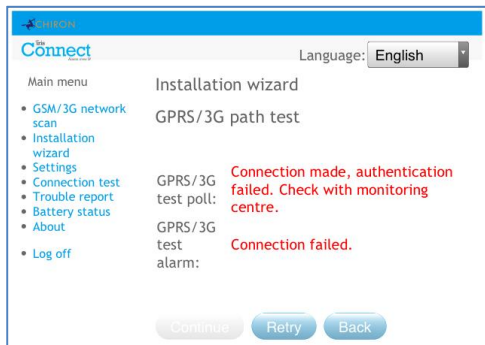 CHIRON
iris
Connect
Language: English
Main menu
GSM/3G network
scan
Installation
wizard
Settings
Connection test
Trouble report
Battery status
About
Log off
Installation wizard
GPRS/3G path test
GPRS/3G
test poll:
Connection made, authentication
failed. Check with monitoring
centre.
GPRS/3G
test
alarm:
Connection failed.
Continue Retry Back